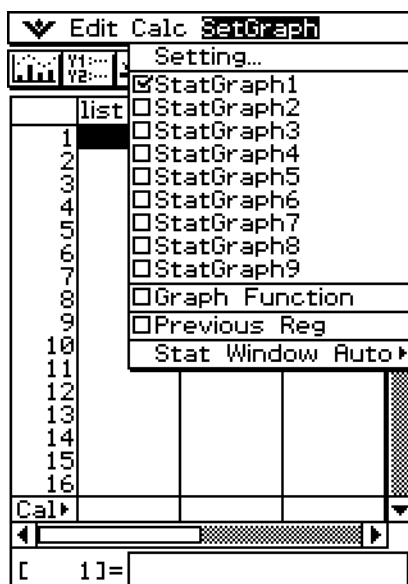 Edit Calc SetGraph
Y1:... Y2:...
Setting...
StatGraph1
StatGraph2
StatGraph3
StatGraph4
StatGraph5
StatGraph6
StatGraph7
StatGraph8
StatGraph9
Graph Function
Previous Reg
Stat Window Auto
list
1
2
3
4
5
6
7
8
9
10
11
12
13
14
15
16
Cal
[ 1]=